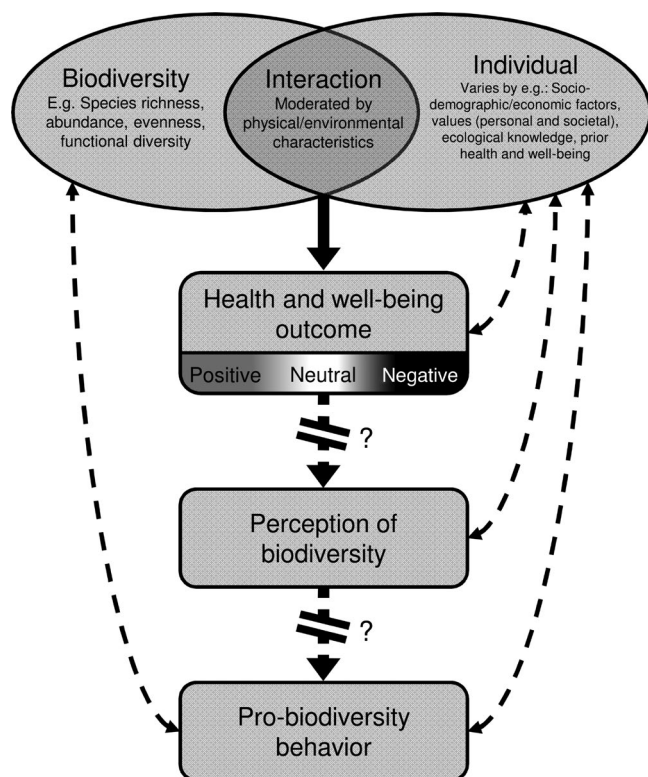 Biodiversity
E.g. Species richness,
abundance, evenness,
functional diversity
Interaction
Moderated by
physical/environmental
characteristics
Individual
Varies by e.g.: Socio-
demographic/economic factors,
values (personal and societal),
ecological knowledge, prior
health and well-being
Health and well-being
outcome
Positive Neutral Negative
?
Perception of
biodiversity
?
Pro-biodiversity
behavior